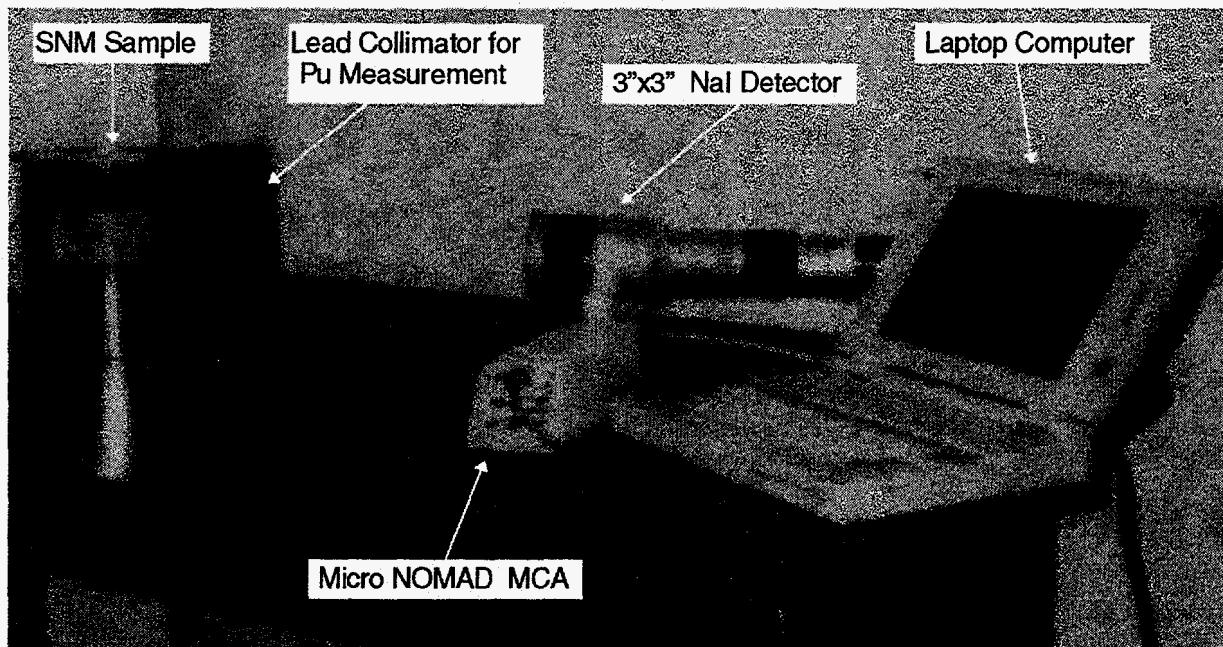 SNM Sample
Lead Collimator for
Pu Measurement
3”x3” NaI Detector
Laptop Computer
Micro NOMAD MCA